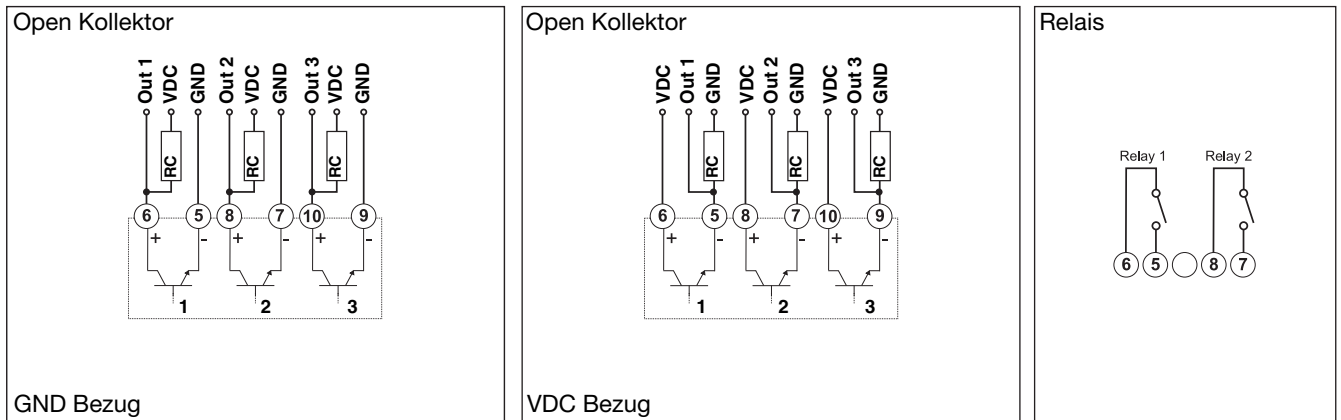 Open Kollektor
Out 1 VDC GND Out 2 VDC GND Out 3 VDC GND
RC RC RC
6 5 8 7 10 9
+ - + - + -
1 2 3
GND Bezug
Open Kollektor
VDC Out 1 GND VDC Out 2 GND VDC Out 3 GND
RC RC RC
6 5 8 7 10 9
+ - + - + -
1 2 3
VDC Bezug
Relais
Relay 1 Relay 2
6 5 8 7